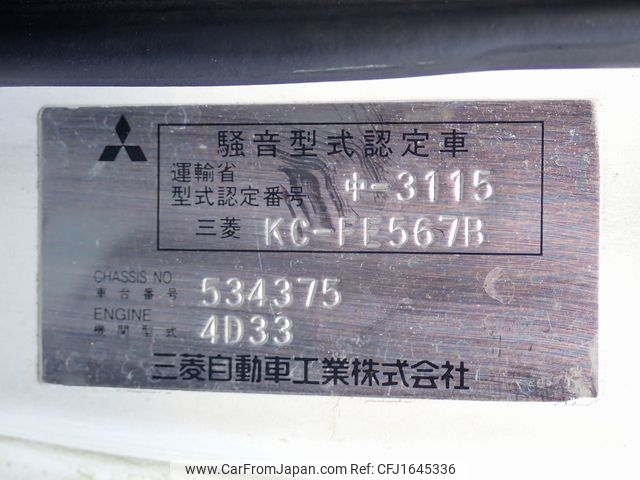 騒音型式認定車
運輸省
型式認定番号 中-3115
三菱 KC-FE567B
CHASSIS NO
車台番号 534375
ENGINE
機関型式 4D33
三菱自動車工業株式会社
© CarFromJapan.com © CFJ1645336